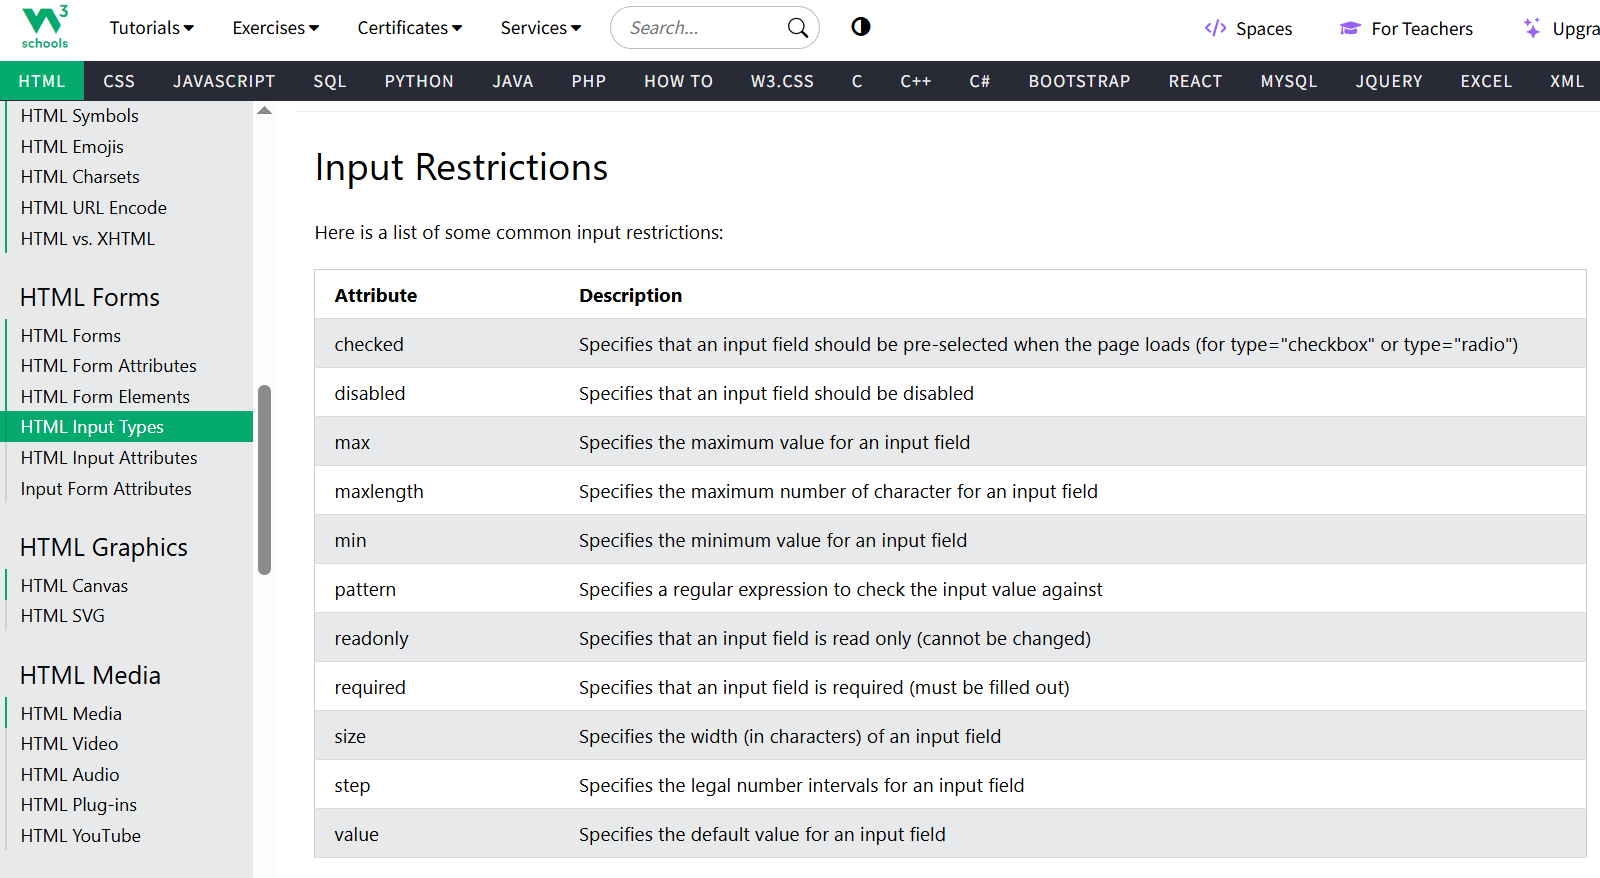 3
schools
Tutorials Exercises Certificates Services Search... Spaces For Teachers Upgra
HTML CSS JAVASCRIPT SQL PYTHON JAVA PHP HOW TO W3.CSS C C++ C# BOOTSTRAP REACT MYSQL JQUERY EXCEL XML
HTML Symbols
HTML Emojis
HTML Charsets
HTML URL Encode
HTML vs. XHTML
HTML Forms
HTML Forms
HTML Form Attributes
HTML Form Elements
HTML Input Types
HTML Input Attributes
Input Form Attributes
HTML Graphics
HTML Canvas
HTML SVG
HTML Media
HTML Media
HTML Video
HTML Audio
HTML Plug-ins
HTML YouTube
Input Restrictions
Here is a list of some common input restrictions:
Attribute Description
checked Specifies that an input field should be pre-selected when the page loads (for type="checkbox" or type="radio")
disabled Specifies that an input field should be disabled
max Specifies the maximum value for an input field
maxlength Specifies the maximum number of character for an input field
min Specifies the minimum value for an input field
pattern Specifies a regular expression to check the input value against
readonly Specifies that an input field is read only (cannot be changed)
required Specifies that an input field is required (must be filled out)
size Specifies the width (in characters) of an input field
step Specifies the legal number intervals for an input field
value Specifies the default value for an input field